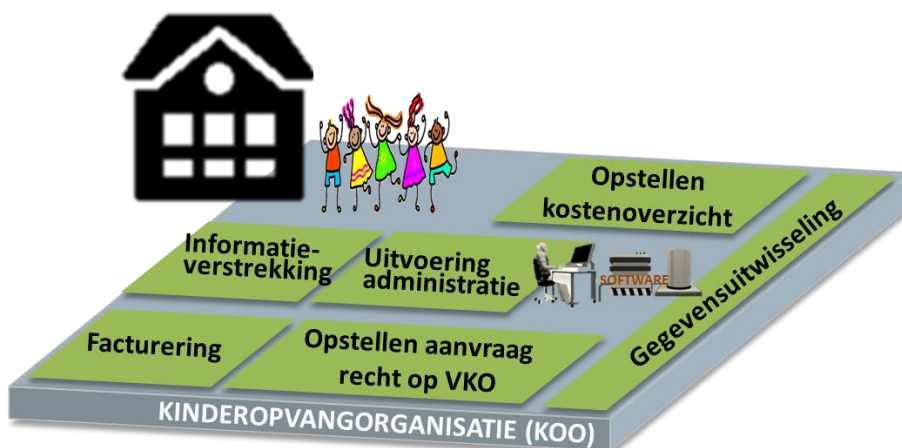 Opstellen
kostenoverzicht
Informatie-
verstrekking
Uitvoering
administratie
SOFTWARE
Gegevensuitwisseling
Facturering
Opstellen aanvraag
recht op VKO
KINDEROPVANGORGANISATIE (KOO)